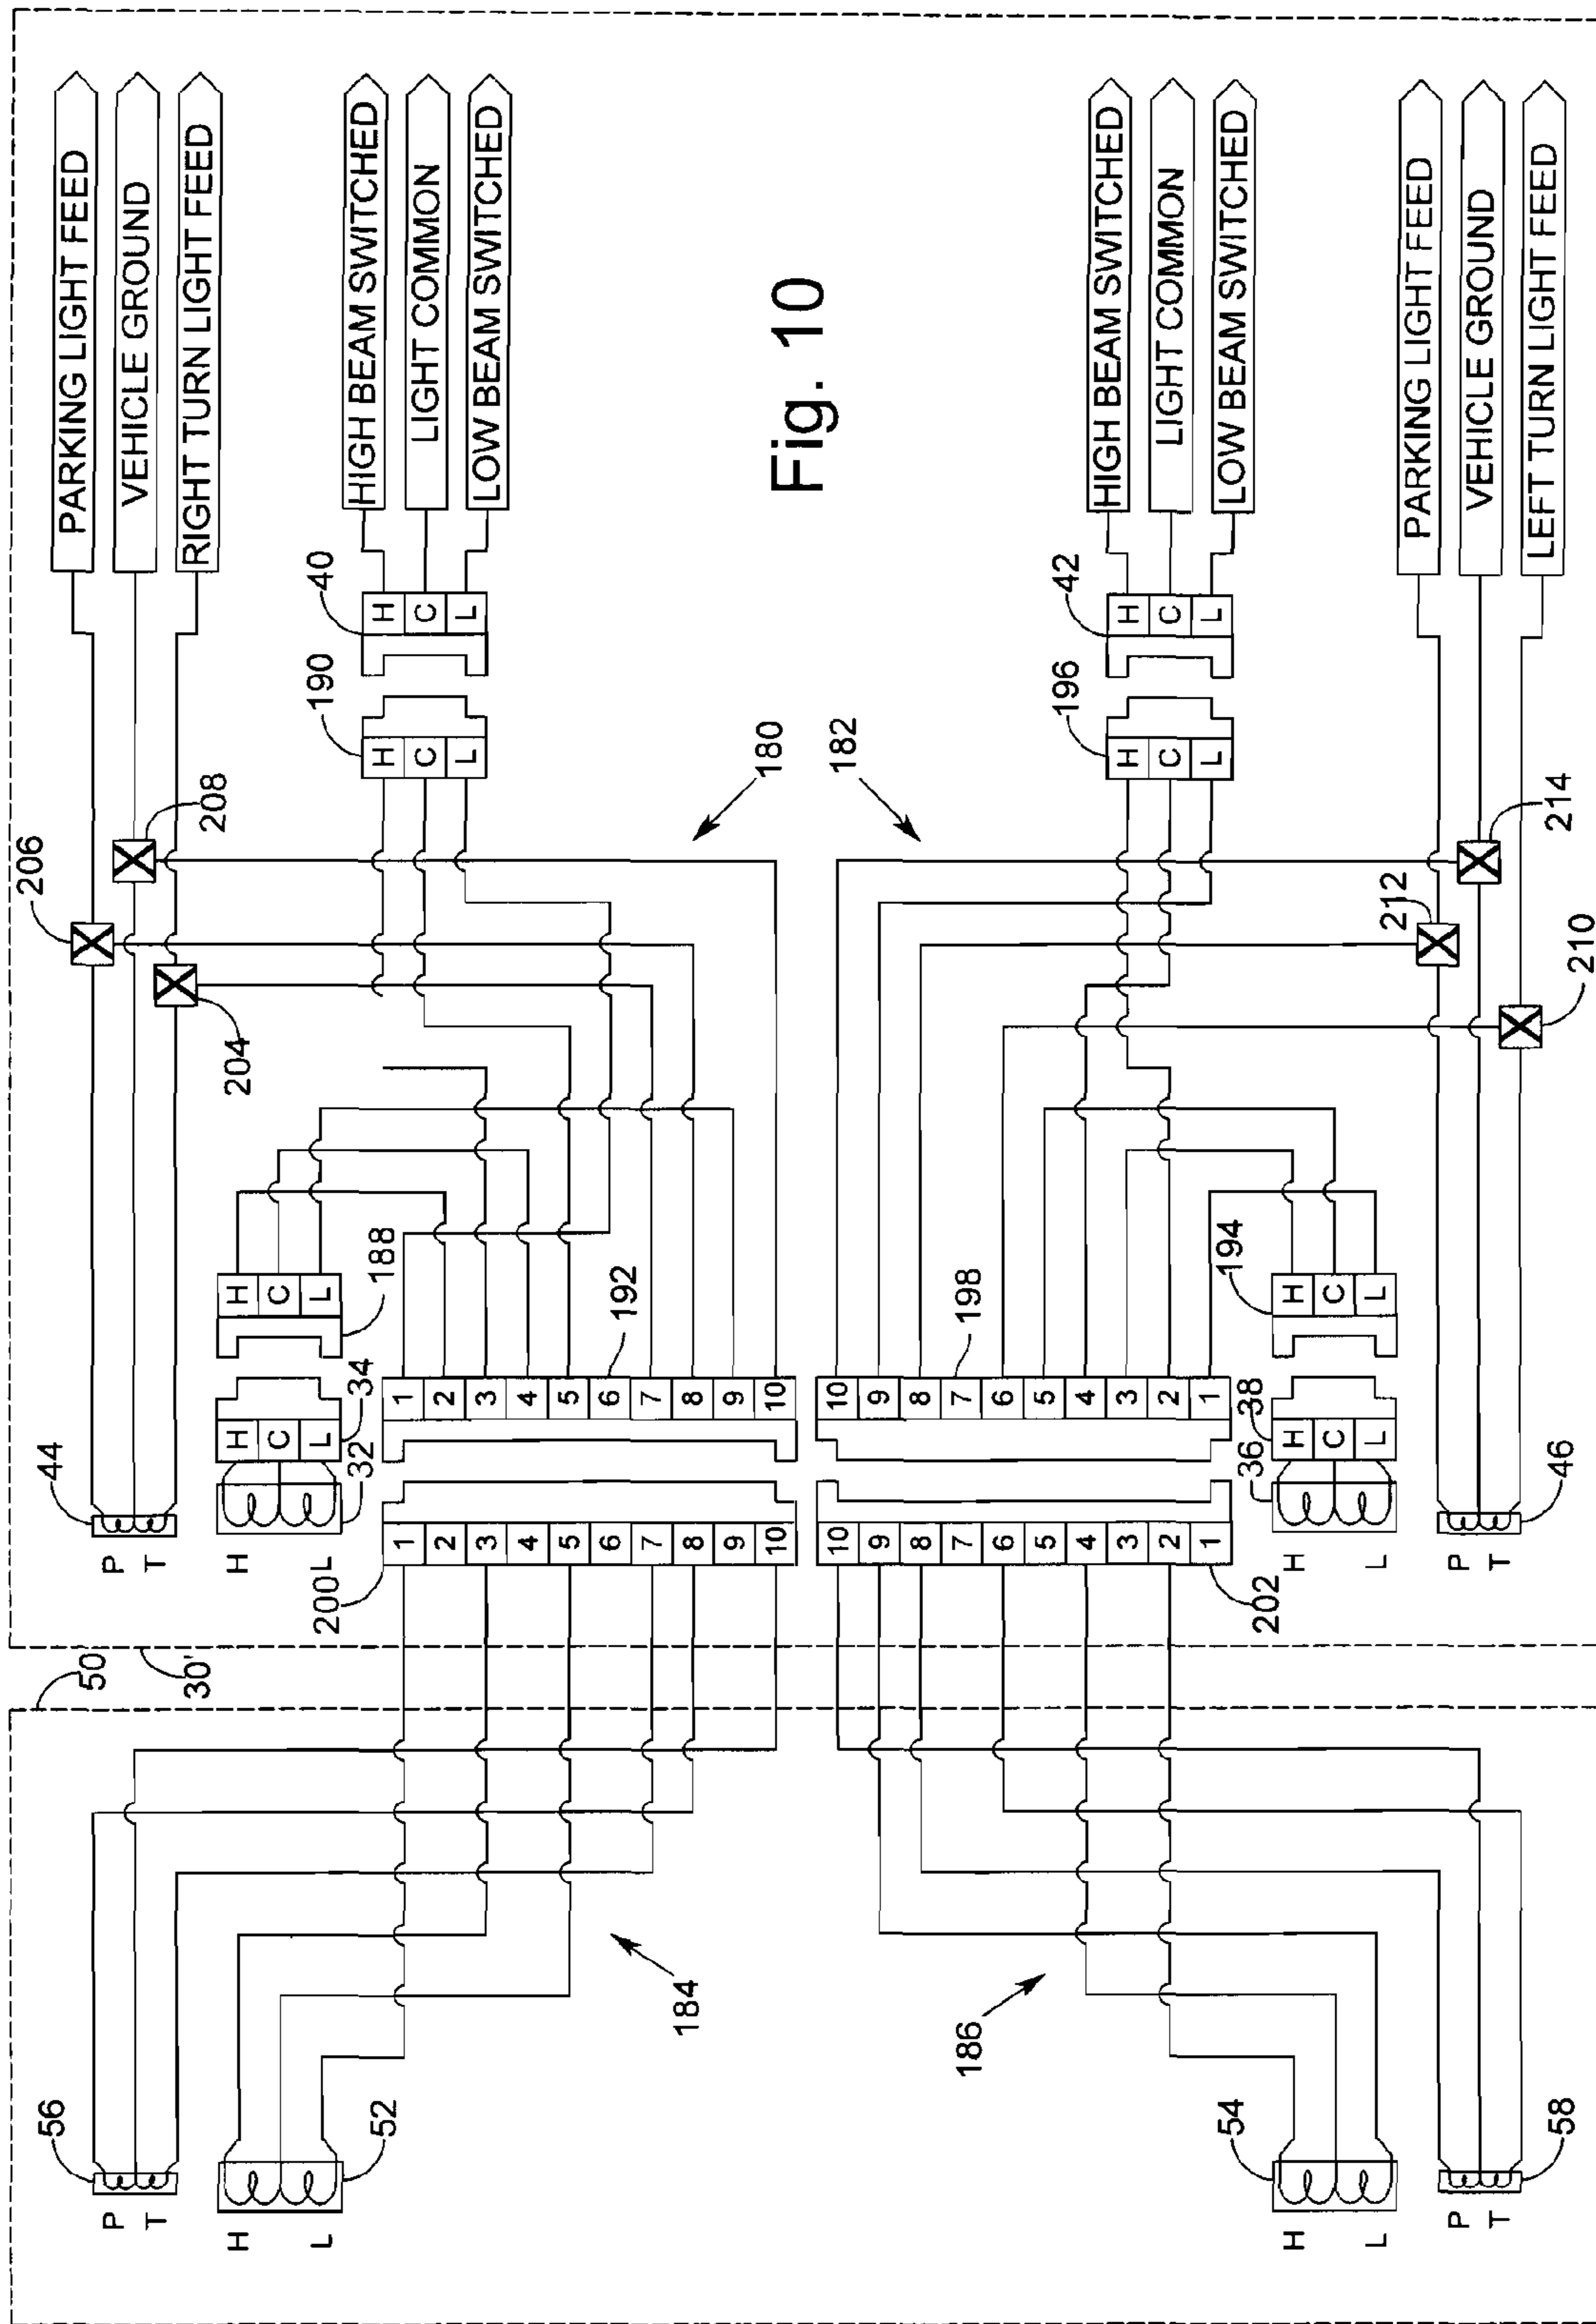 PARKING LIGHT FEED
VEHICLE GROUND
RIGHT TURN LIGHT FEED
HIGH BEAM SWITCHED
LIGHT COMMON
LOW BEAM SWITCHED
Fig. 10
HIGH BEAM SWITCHED
LIGHT COMMON
LOW BEAM SWITCHED
PARKING LIGHT FEED
VEHICLE GROUND
LEFT TURN LIGHT FEED
40
H
C
L
190
H
C
L
42
H
C
L
196
H
C
L
180
182
206
208
204
214
212
210
188
H
C
L
34
H
C
L
32
H
L
44
P
T
192
1
2
3
4
5
6
7
8
9
10
198
10
9
8
7
6
5
4
3
2
1
194
H
C
L
38
H
C
L
36
H
L
46
P
T
200
1
2
3
4
5
6
7
8
9
10
202
10
9
8
7
6
5
4
3
2
1
50
30'
184
186
56
P
T
52
H
L
54
H
L
58
P
T